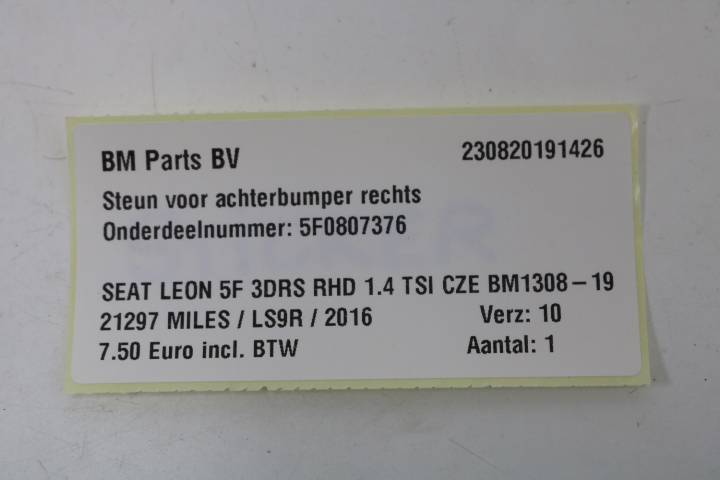 BM Parts BV 230820191426
Steun voor achterbumper rechts
Onderdeelnummer: 5F0807376
SEAT LEON 5F 3DRS RHD 1.4 TSI CZE BM1308-19
21297 MILES / LS9R / 2016 Verz: 10
7.50 Euro incl. BTW Aantal: 1